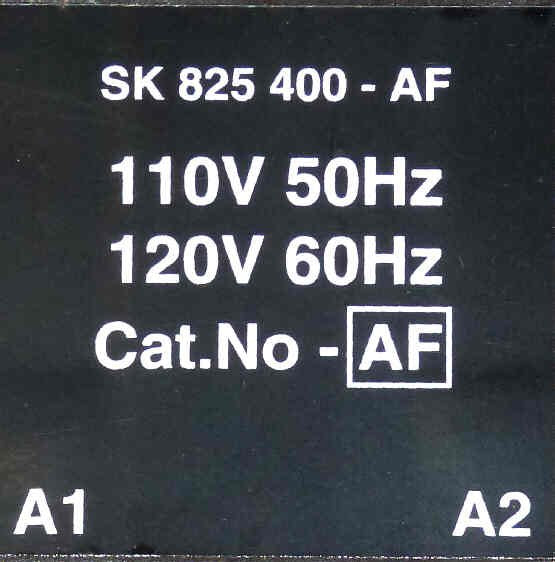 SK 825 400 - AF
110V 50Hz
120V 60Hz
Cat.No - AF
A1 A2